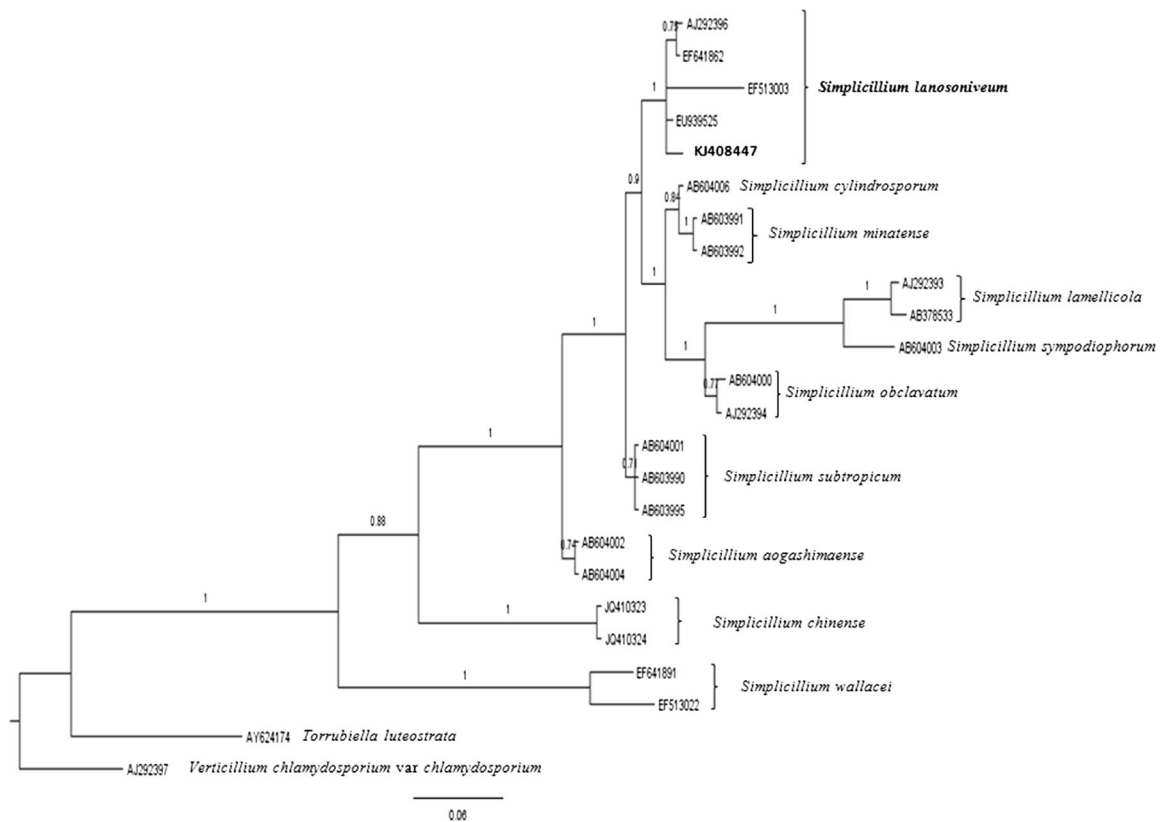 0.75
AJ292396
EF641862
1
EF513003
Simplicillium lanosoniveum
EU939525
KJ408447
0.9
0.84
AB604006 Simplicillium cylindrosporum
1
AB603991
Simplicillium minatense
AB603992
1
1
AJ292393
Simplicillium lamellicola
1
AB378533
1
1
AB604003 Simplicillium sympodiophorum
0.77
AB604000
Simplicillium obclavatum
AJ292394
1
AB604001
0.71
AB603990
Simplicillium subtropicum
AB603995
0.88
0.74
AB604002
Simplicillium aogashimaense
AB604004
1
1
JQ410323
Simplicillium chinense
JQ410324
1
EF641891
Simplicillium wallacei
EF513022
AY624174 Torrubiella luteostrata
AJ292397 Verticillium chlamydosporium var chlamydosporium
0.06